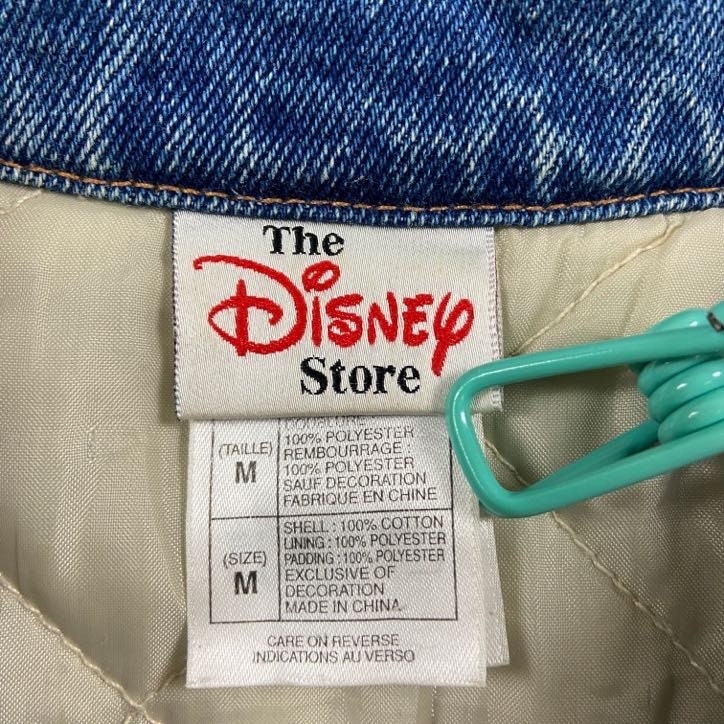 The
Disney
Store
DOUBLURE :
100% POLYESTER
(TAILLE)
M
REMBOURRAGE :
100% POLYESTER
SAUF DECORATION
FABRIQUE EN CHINE
(SIZE)
M
SHELL : 100% COTTON
LINING : 100% POLYESTER
PADDING : 100% POLYESTER
EXCLUSIVE OF
DECORATION
MADE IN CHINA
CARE ON REVERSE
INDICATIONS AU VERSO